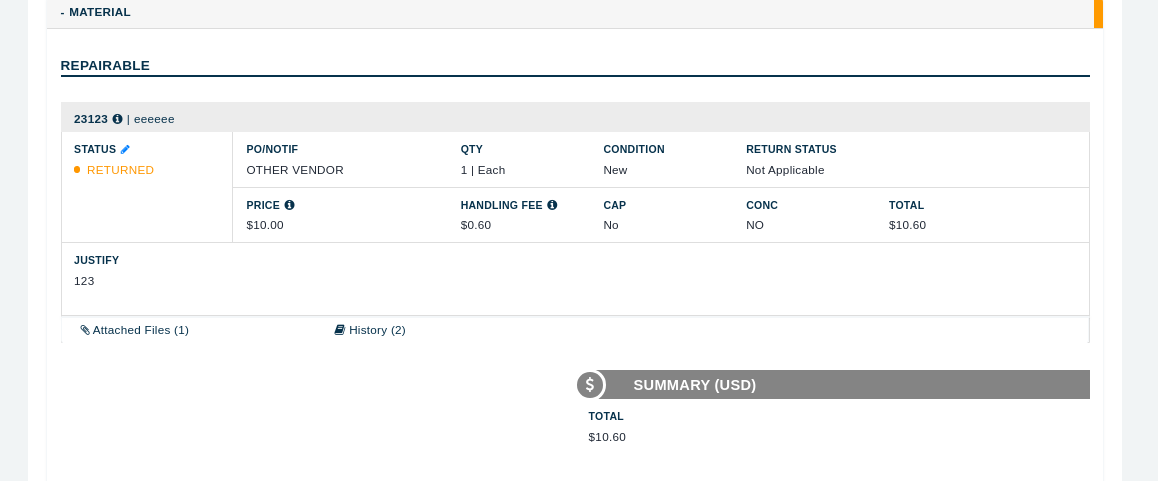 - MATERIAL
REPAIRABLE
23123 | eeeeee
STATUS PO/NOTIF QTY CONDITION RETURN STATUS
RETURNED OTHER VENDOR 1 | Each New Not Applicable
PRICE HANDLING FEE CAP CONC TOTAL
$10.00 $0.60 No NO $10.60
JUSTIFY
123
Attached Files (1) History (2)
$ SUMMARY (USD)
TOTAL
$10.60